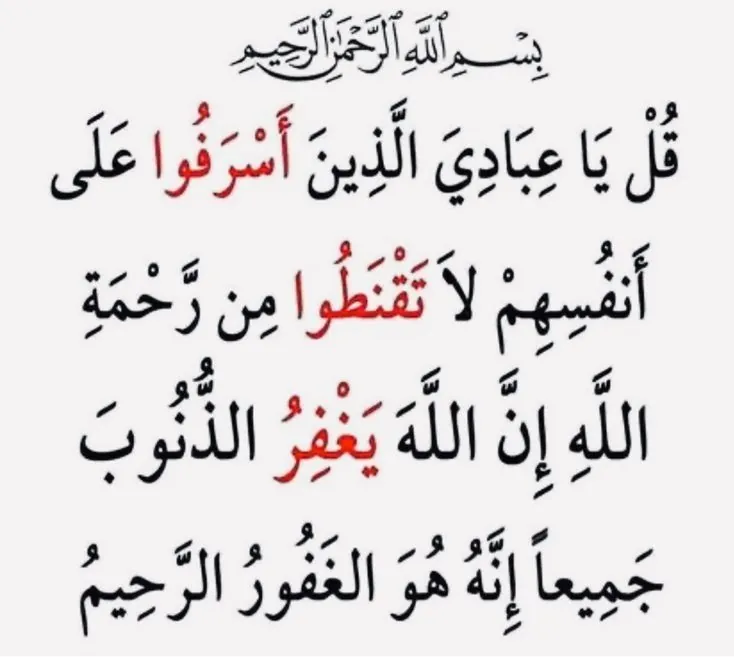 بِسْمِ ٱللَّهِ ٱلرَّحْمَٰنِ ٱلرَّحِيمِ
قُلْ يَا عِبَادِيَ الَّذِينَ أَسْرَفُوا عَلَى
أَنفُسِهِمْ لاَ تَقْنَطُوا مِن رَّحْمَةِ
اللَّهِ إِنَّ اللَّهَ يَغْفِرُ الذُّنُوبَ
جَمِيعاً إِنَّهُ هُوَ الغَفُورُ الرَّحِيمُ